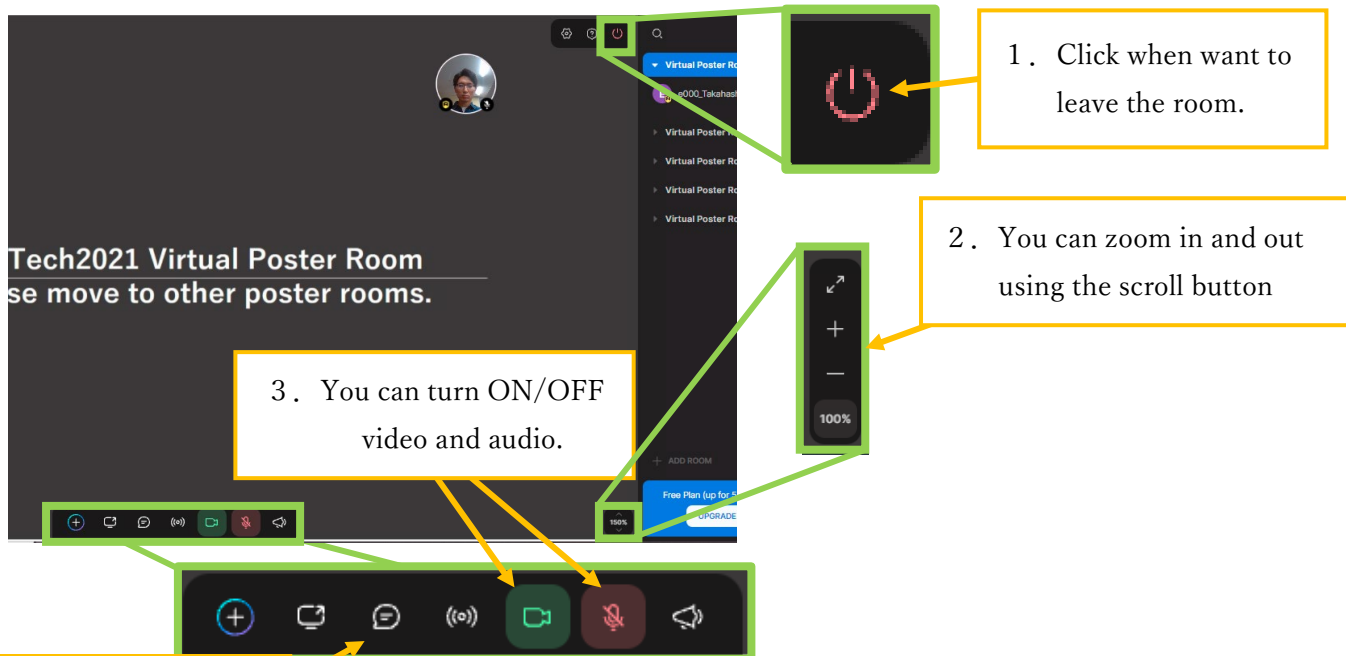 Virtual Poster Ro
e000_Takahash
Virtual Poster R
Virtual Poster Ro
Virtual Poster Ro
Virtual Poster Ro
Tech2021 Virtual Poster Room
se move to other poster rooms.
1. Click when want to
leave the room.
2. You can zoom in and out
using the scroll button
100%
3. You can turn ON/OFF
video and audio.
+ ADD ROOM
Free Plan (up for 5
UPGRADE
150%